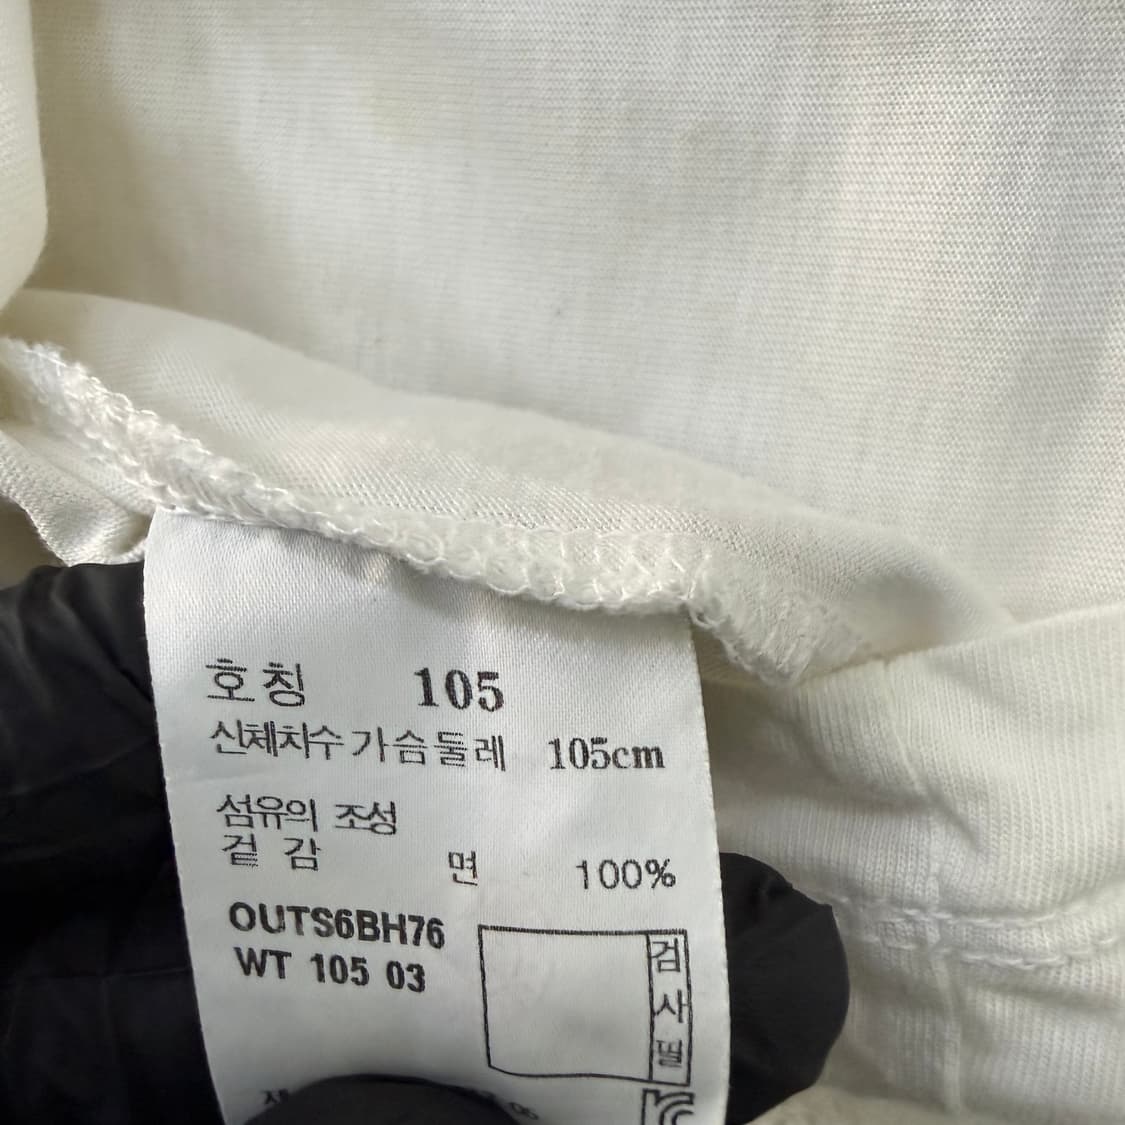 호칭 105
신체치수 가슴둘레 105cm
섬유의 조성
겉 감 면 100%
OUTS6BH76
WT 105 03
검사필